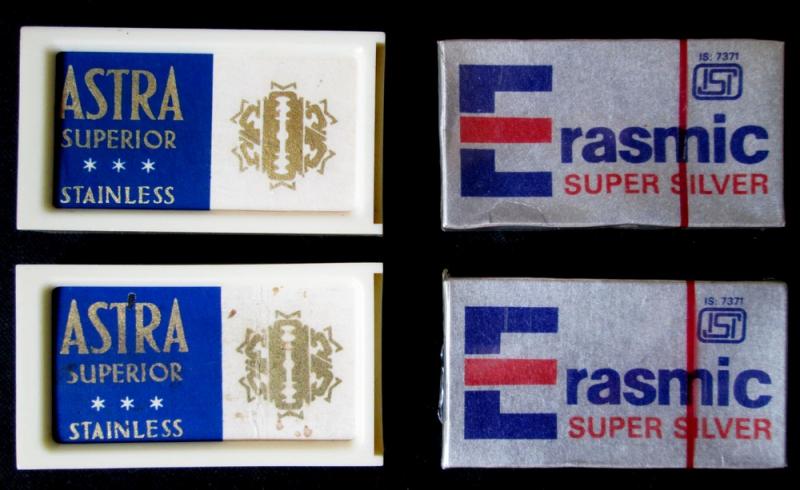 ASTRA
SUPERIOR
***
STAINLESS
IS: 7371
ISI
Erasmic
SUPER SILVER
ASTRA
SUPERIOR
***
STAINLESS
IS: 7371
ISI
Erasmic
SUPER SILVER